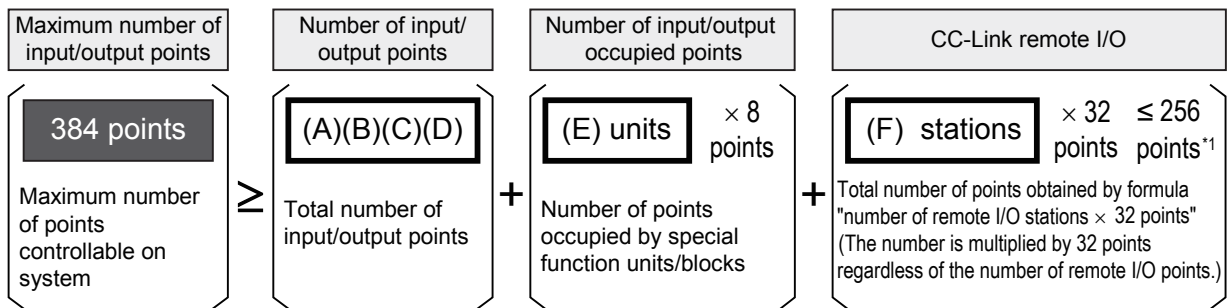 Maximum number of
input/output points
Number of input/
output points
Number of input/output
occupied points
CC-Link remote I/O
384 points
Maximum number
of points
controllable on
system
≥
(A)(B)(C)(D)
Total number of
input/output points
+
(E) units
× 8
points
Number of points
occupied by special
function units/blocks
+
(F) stations
× 32
points
≤ 256
points*1
Total number of points obtained by formula
"number of remote I/O stations × 32 points"
(The number is multiplied by 32 points
regardless of the number of remote I/O points.)